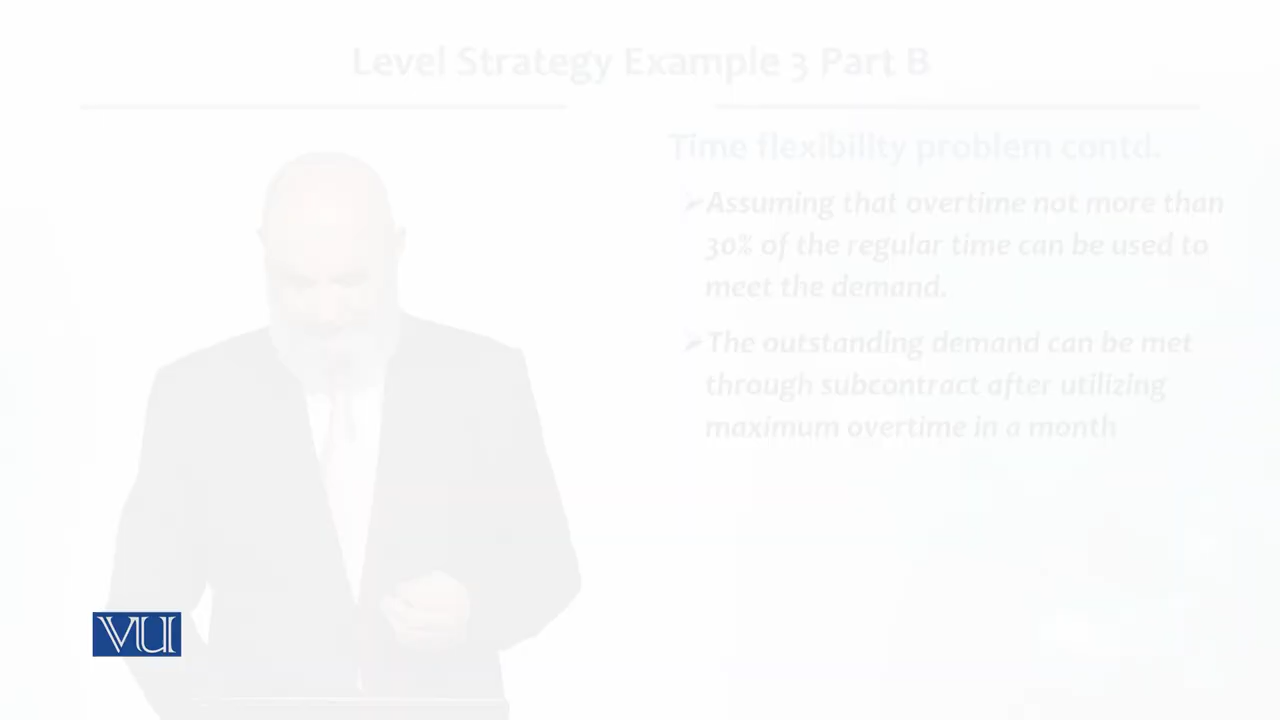 Level Strategy Example 3 Part B
Time flexibility problem contd.
➢Assuming that overtime not more than
30% of the regular time can be used to
meet the demand.
➢The outstanding demand can be met
through subcontract after utilizing
maximum overtime in a month
VU